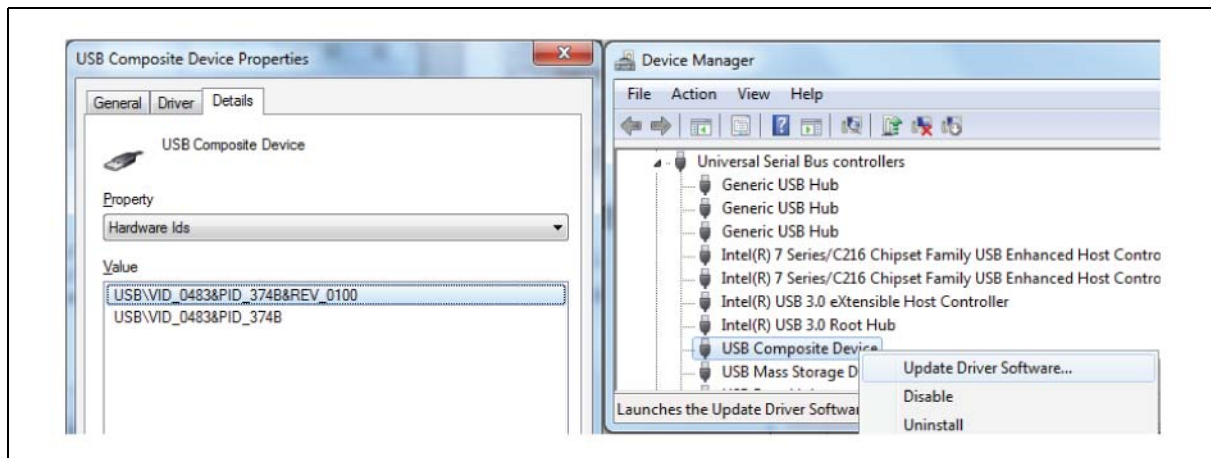 USB Composite Device Properties
General Driver Details
USB Composite Device
Property
Hardware Ids
Value
USB\VID_0483&PID_374B&REV_0100
USB\VID_0483&PID_374B
Device Manager
File Action View Help
Universal Serial Bus controllers
Generic USB Hub
Generic USB Hub
Generic USB Hub
Intel(R) 7 Series/C216 Chipset Family USB Enhanced Host Contro
Intel(R) 7 Series/C216 Chipset Family USB Enhanced Host Contro
Intel(R) USB 3.0 eXtensible Host Controller
Intel(R) USB 3.0 Root Hub
USB Composite Device
USB Mass Storage D
Launches the Update Driver Softwar
Update Driver Software...
Disable
Uninstall